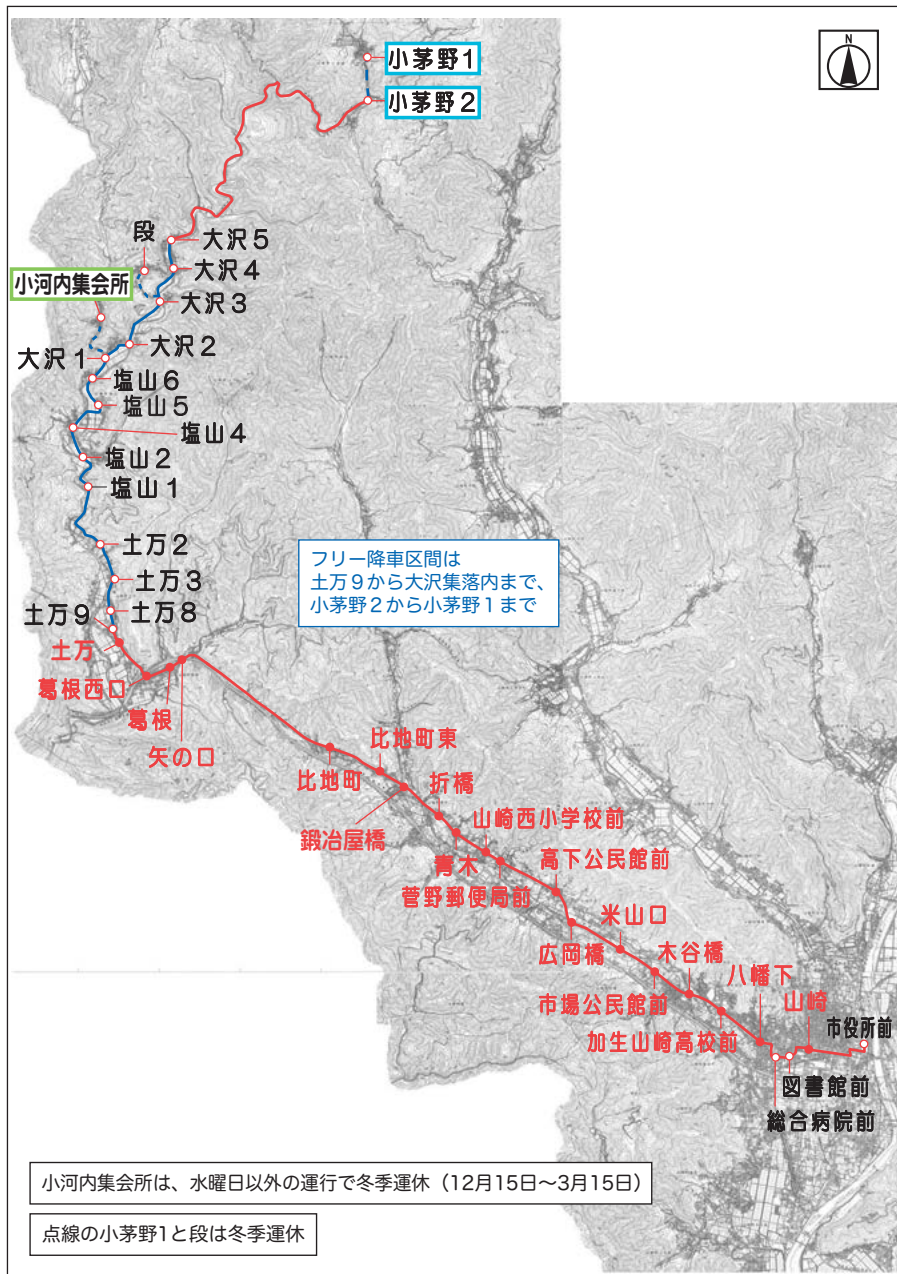 N
小茅野1
小茅野2
段
大沢5
大沢4
小河内集会所
大沢3
大沢2
大沢1
塩山6
塩山5
塩山4
塩山2
塩山1
土万2
フリー降車区間は
土万9から大沢集落内まで、
小茅野2から小茅野1まで
土万3
土万8
土万9
土万
葛根西口
葛根
矢の口
比地町東
比地町
折橋
鍛冶屋橋
山崎西小学校前
青木
高下公民館前
菅野郵便局前
米山口
広岡橋
木谷橋
八幡下
市場公民館前
山崎
加生山崎高校前
市役所前
図書館前
総合病院前
小河内集会所は、水曜日以外の運行で冬季運休（12月15日～3月15日）
点線の小茅野1と段は冬季運休